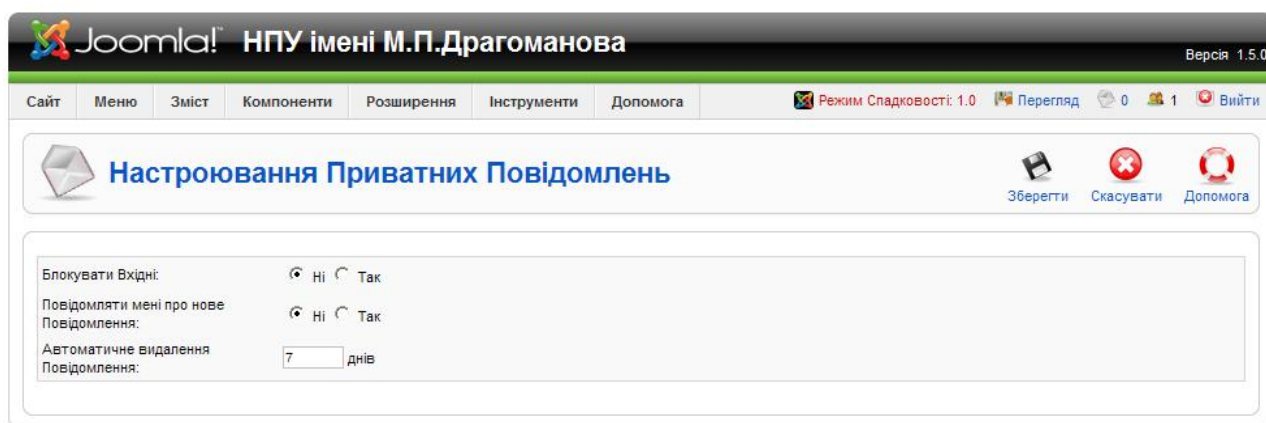 Joomla!™ НПУ імені М.П.Драгоманова
Версія 1.5.0
Сайт Меню Зміст Компоненти Розширення Інструменти Допомога Режим Спадковості: 1.0 Перегляд 0 1 Вийти
Настроювання Приватних Повідомлень
Зберегти Скасувати Допомога
Блокувати Вхідні: Ні Так
Повідомляти мені про нове
Повідомлення: Ні Так
Автоматичне видалення
Повідомлення: 7 днів